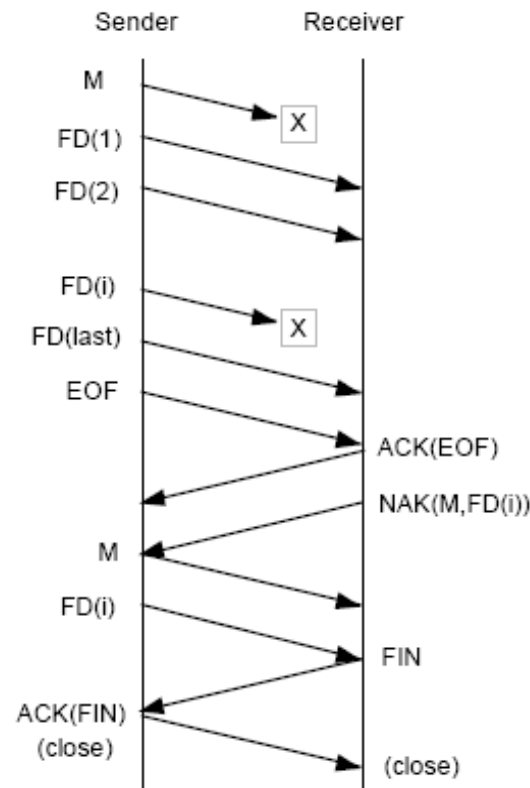 Sender Receiver
M
X
FD(1)
FD(2)
FD(i)
X
FD(last)
EOF
ACK(EOF)
NAK(M,FD(i))
M
FD(i)
FIN
ACK(FIN)
(close)
(close)